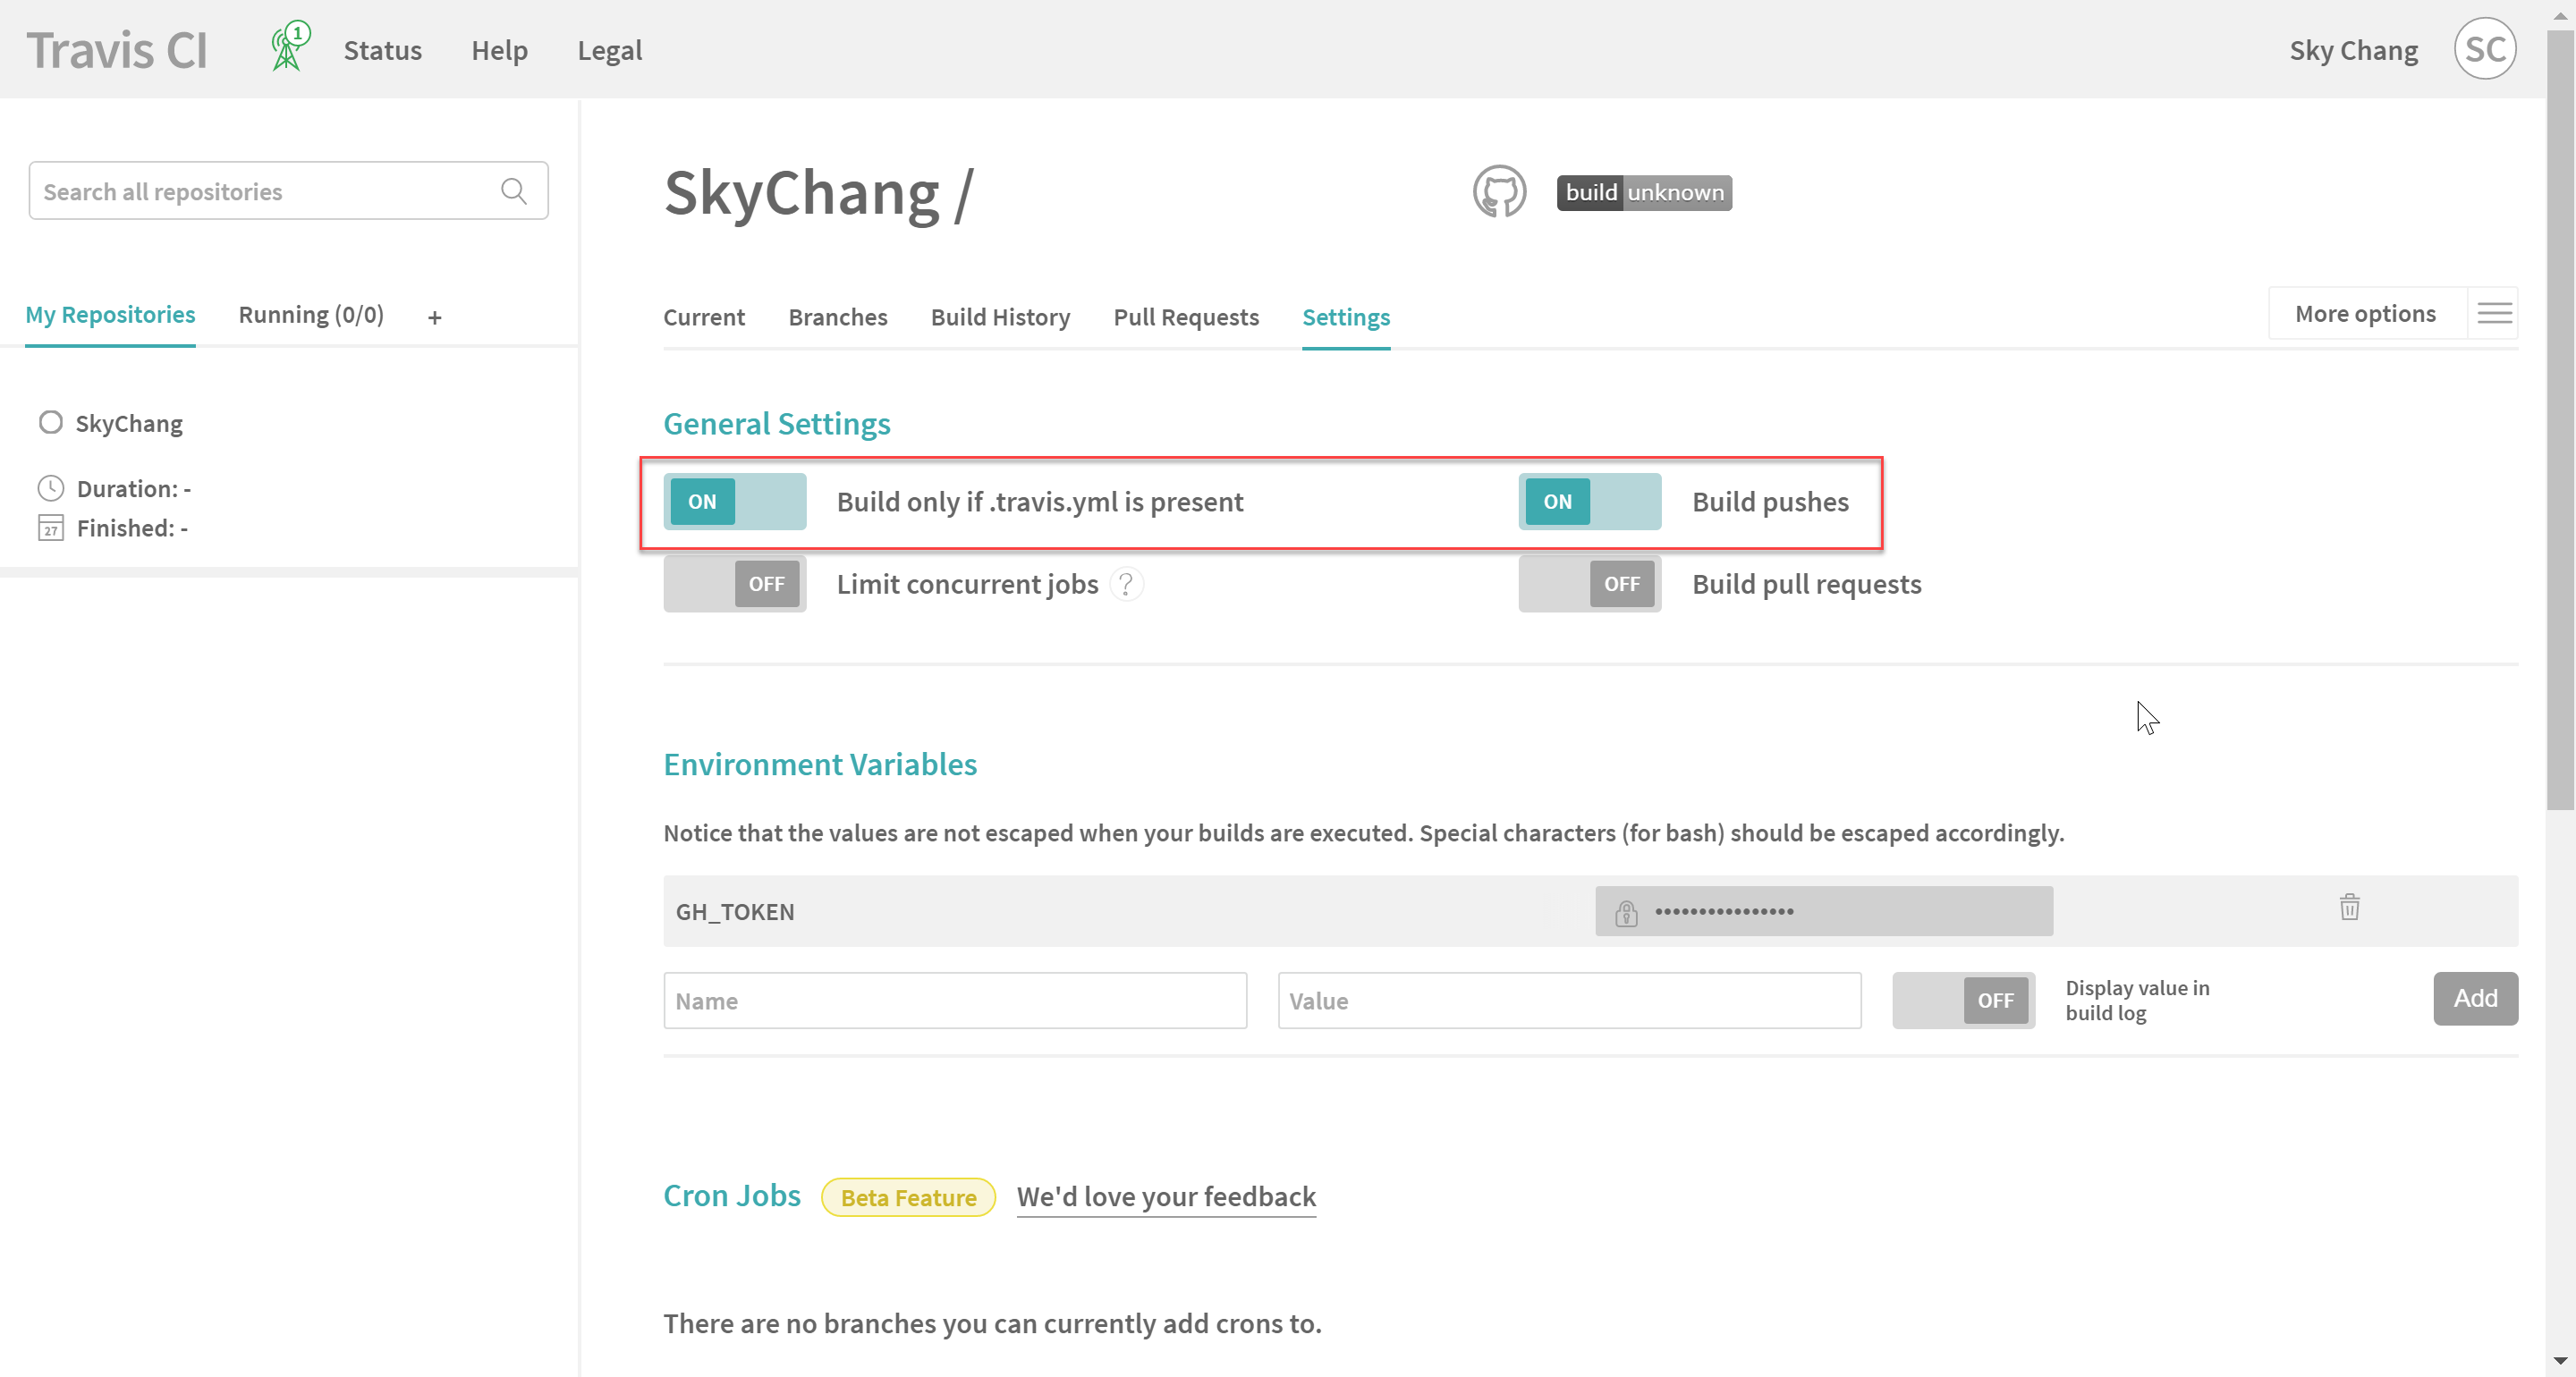 Travis CI
1
Status
Help
Legal
Sky Chang
SC
Search all repositories
My Repositories
Running (0/0)
+
SkyChang
Duration: -
27
Finished: -
SkyChang /
build unknown
Current
Branches
Build History
Pull Requests
Settings
More options
General Settings
ON
Build only if .travis.yml is present
ON
Build pushes
OFF
Limit concurrent jobs
?
OFF
Build pull requests
Environment Variables
Notice that the values are not escaped when your builds are executed. Special characters (for bash) should be escaped accordingly.
GH_TOKEN
••••••••••••••••
Name
Value
OFF
Display value in
build log
Add
Cron Jobs
Beta Feature
We'd love your feedback
There are no branches you can currently add crons to.